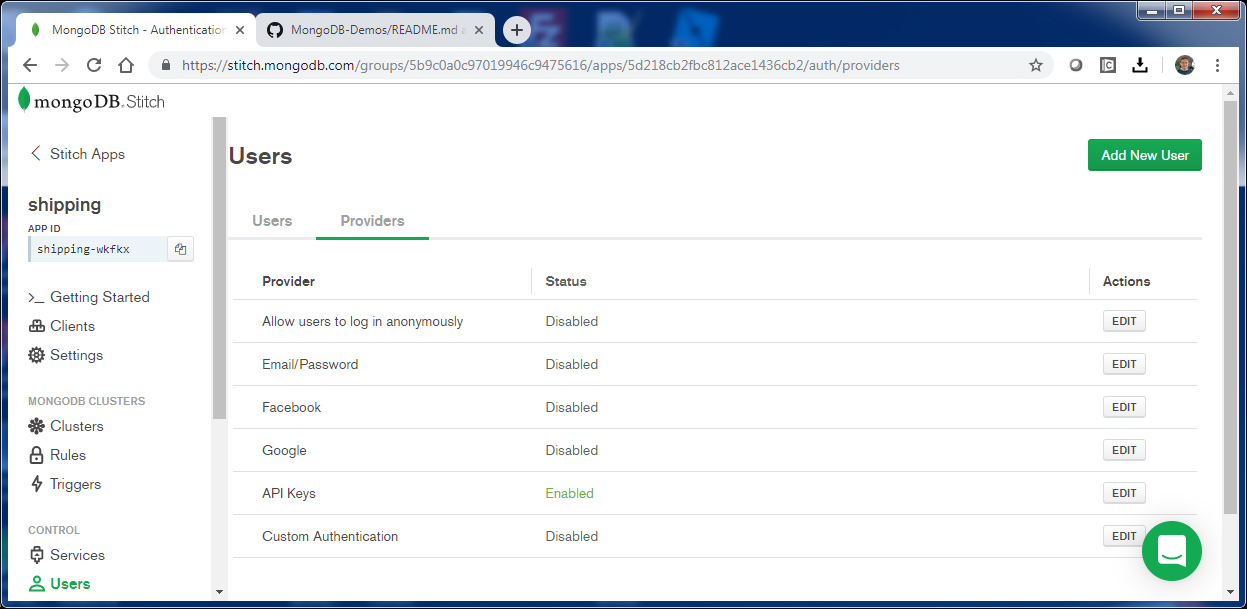 MongoDB Stitch - Authentication
MongoDB-Demos/README.md a
https://stitch.mongodb.com/groups/5b9c0a0c97019946c9475616/apps/5d218cb2fbc812ace1436cb2/auth/providers
mongoDB. Stitch
Stitch Apps
shipping
APP ID
shipping-wkfkx
Getting Started
Clients
Settings
MONGODB CLUSTERS
Clusters
Rules
Triggers
CONTROL
Services
Users
Users
Add New User
Users Providers
Provider Status Actions
Allow users to log in anonymously Disabled EDIT
Email/Password Disabled EDIT
Facebook Disabled EDIT
Google Disabled EDIT
API Keys Enabled EDIT
Custom Authentication Disabled EDIT